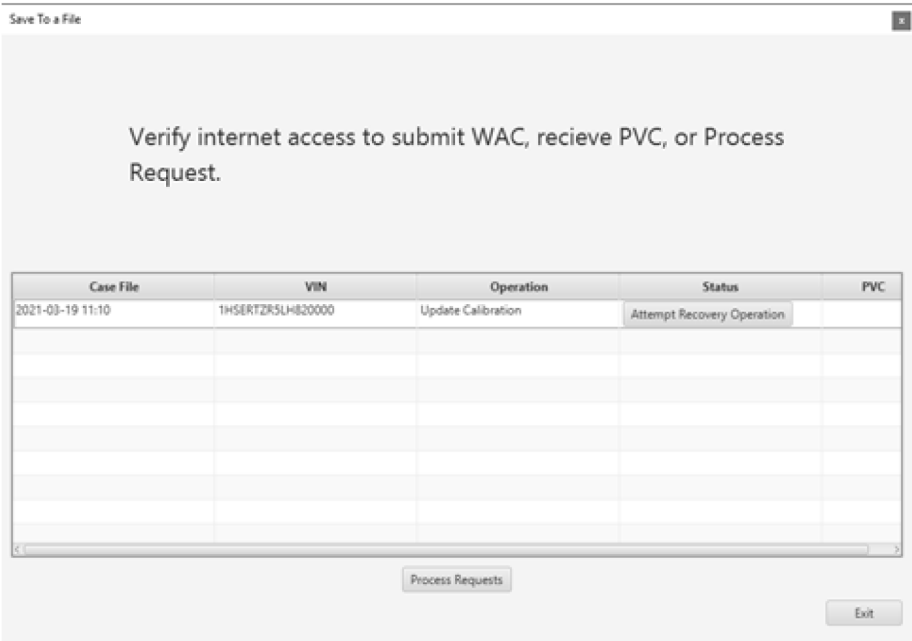 Save To a File
x
Verify internet access to submit WAC, recieve PVC, or Process
Request.
Case File VIN Operation Status PVC
2021-03-19 11:10 1HSERTZR5LH820000 Update Calibration Attempt Recovery Operation
Process Requests
Exit